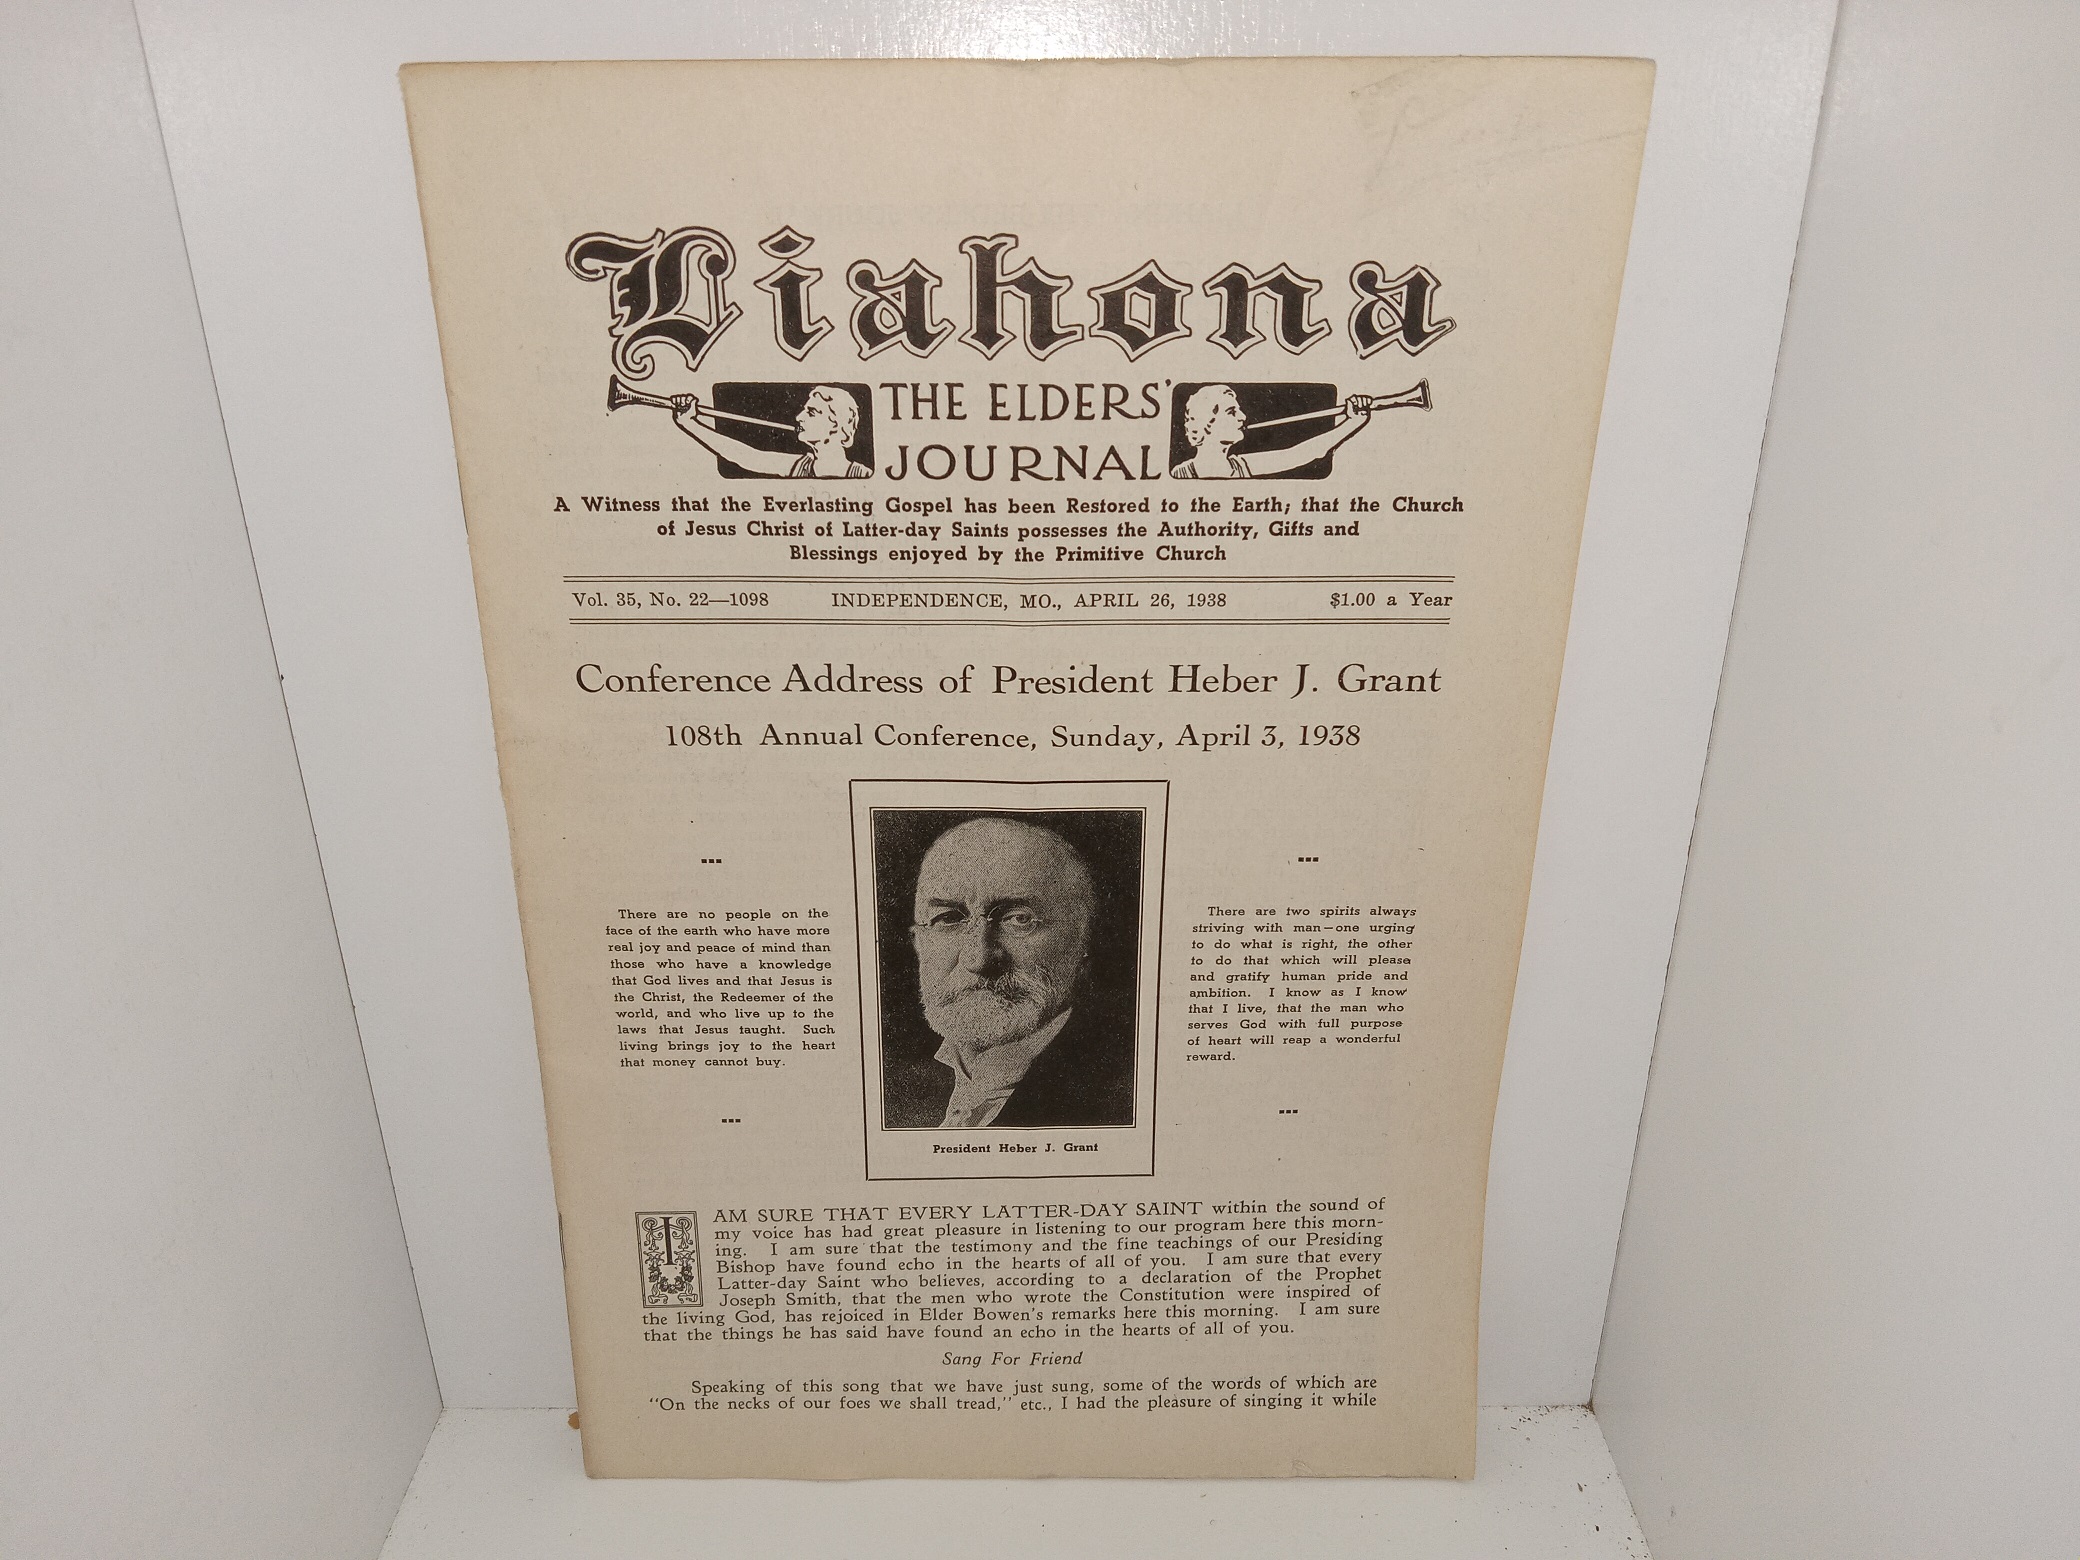 Liahona
THE ELDERS'
JOURNAL
A Witness that the Everlasting Gospel has been Restored to the Earth; that the Church
of Jesus Christ of Latter-day Saints possesses the Authority, Gifts and
Blessings enjoyed by the Primitive Church
Vol. 35, No. 22—1098 INDEPENDENCE, MO., APRIL 26, 1938 $1.00 a Year
Conference Address of President Heber J. Grant
108th Annual Conference, Sunday, April 3, 1938
There are no people on the
face of the earth who have more
real joy and peace of mind than
those who have a knowledge
that God lives and that Jesus is
the Christ, the Redeemer of the
world, and who live up to the
laws that Jesus taught. Such
living brings joy to the heart
that money cannot buy.
President Heber J. Grant
There are two spirits always
striving with man—one urging
to do what is right, the other
to do that which will please
and gratify human pride and
ambition. I know as I know
that I live, that the man who
serves God with full purpose
of heart will reap a wonderful
reward.
I AM SURE THAT EVERY LATTER-DAY SAINT within the sound of
my voice has had great pleasure in listening to our program here this morn-
ing. I am sure that the testimony and the fine teachings of our Presiding
Bishop have found echo in the hearts of all of you. I am sure that every
Latter-day Saint who believes, according to a declaration of the Prophet
Joseph Smith, that the men who wrote the Constitution were inspired of
the living God, has rejoiced in Elder Bowen's remarks here this morning. I am sure
that the things he has said have found an echo in the hearts of all of you.
Sang For Friend
Speaking of this song that we have just sung, some of the words of which are
"On the necks of our foes we shall tread," etc., I had the pleasure of singing it while